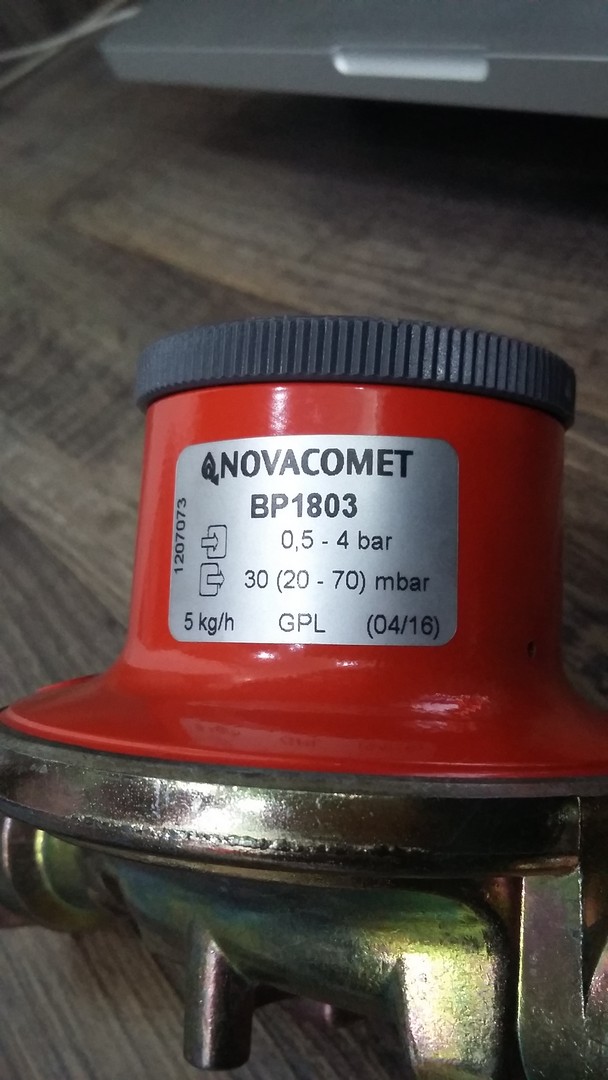 NOVACOMET
BP1803
1207073
0,5 - 4 bar
30 (20 - 70) mbar
5 kg/h GPL (04/16)